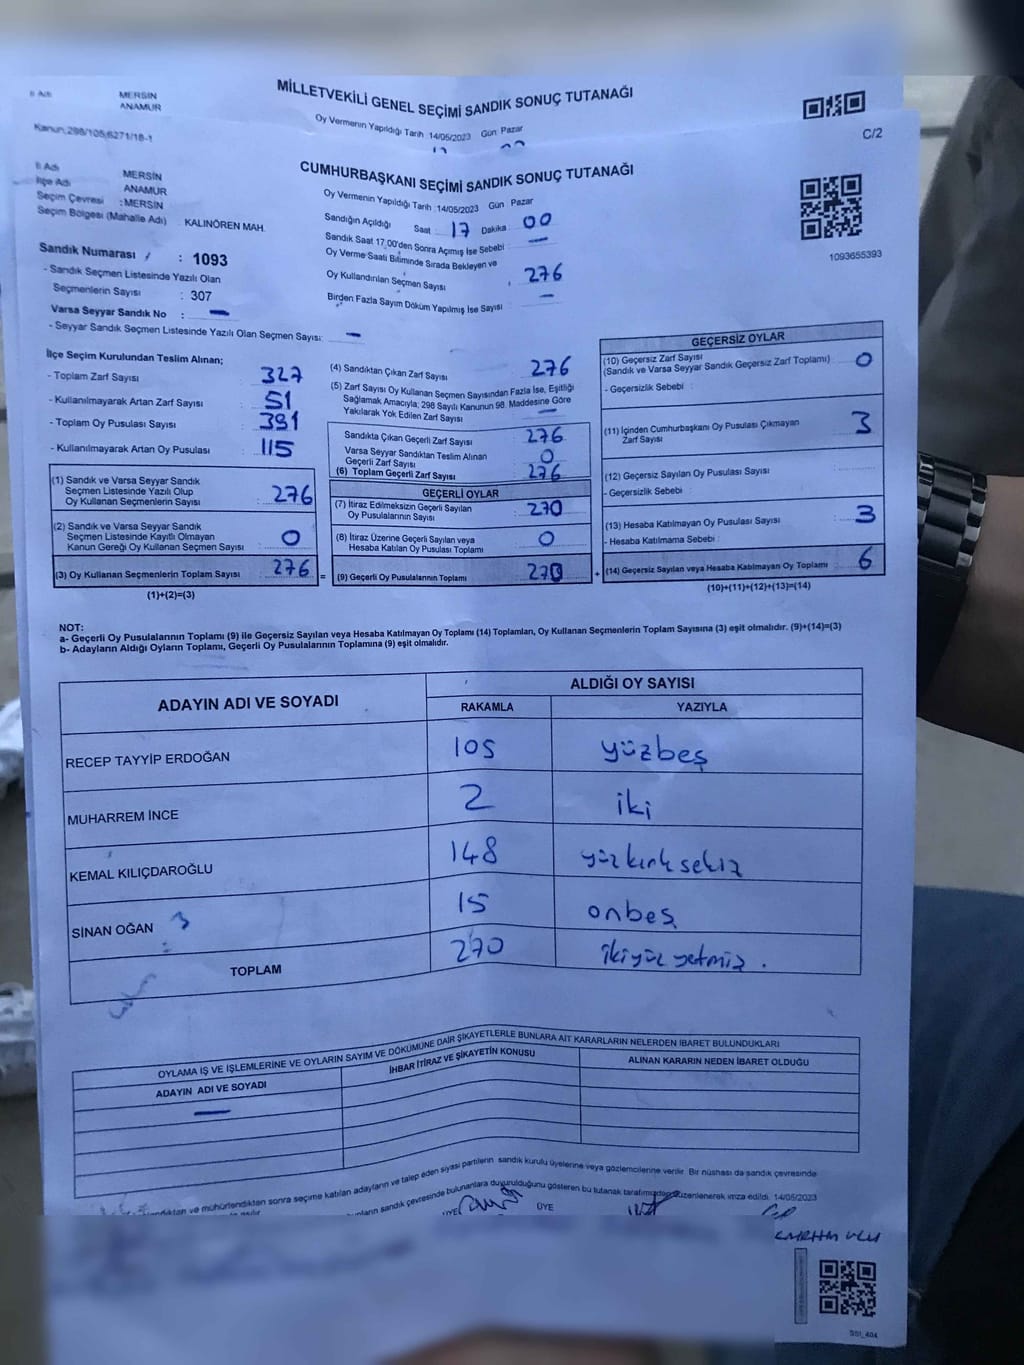 İl Adı MERSİN
ANAMUR
MİLLETVEKİLİ GENEL SEÇİMİ SANDIK SONUÇ TUTANAĞI
Oy Vermenin Yapıldığı Tarih 14/05/2023 Gün Pazar
Kanun,298/105,6271/18-1
C/2
CUMHURBAŞKANI SEÇİMİ SANDIK SONUÇ TUTANAĞI
Oy Vermenin Yapıldığı Tarih :14/05/2023 Gün : Pazar
İl Adı MERSİN
İlçe Adı ANAMUR
Seçim Çevresi : MERSİN
Seçim Bölgesi (Mahalle Adı) KALINÖREN MAH.
Sandığın Açıldığı Saat 17 Dakika 00
Sandık Saat 17.00'den Sonra Açımış İse Sebebi —
Oy Verme Saati Bitiminde Sırada Bekleyen ve
Oy Kullandırılan Seçmen Sayısı : 276
Birden Fazla Sayım Döküm Yapılmış İse Sayısı —
1093655393
Sandık Numarası : 1093
- Sandık Seçmen Listesinde Yazılı Olan
Seçmenlerin Sayısı : 307
Varsa Seyyar Sandık No : —
- Seyyar Sandık Seçmen Listesinde Yazılı Olan Seçmen Sayısı: —
İlçe Seçim Kurulundan Teslim Alınan;
- Toplam Zarf Sayısı 327
- Kullanılmayarak Artan Zarf Sayısı 51
- Toplam Oy Pusulası Sayısı 391
- Kullanılmayarak Artan Oy Pusulası 115
(1) Sandık ve Varsa Seyyar Sandık
Seçmen Listesinde Yazılı Olup
Oy Kullanan Seçmenlerin Sayısı : 276
(2) Sandık ve Varsa Seyyar Sandık
Seçmen Listesinde Kayıtlı Olmayan
Kanun Gereği Oy Kullanan Seçmen Sayısı : 0
(3) Oy Kullanan Seçmenlerin Toplam Sayısı : 276 =
(1)+(2)=(3)
(4) Sandıktan Çıkan Zarf Sayısı 276
(5) Zarf Sayısı Oy Kullanan Seçmen Sayısından Fazla İse, Eşitliği
Sağlamak Amacıyla; 298 Sayılı Kanunun 98. Maddesine Göre
Yakılarak Yok Edilen Zarf Sayısı —
Sandıkta Çıkan Geçerli Zarf Sayısı 276
Varsa Seyyar Sandıktan Teslim Alınan
Geçerli Zarf Sayısı 0
(6) Toplam Geçerli Zarf Sayısı 276
GEÇERLİ OYLAR
(7) İtiraz Edilmeksizin Geçerli Sayılan
Oy Pusulalarının Sayısı 270
(8) İtiraz Üzerine Geçerli Sayılan veya
Hesaba Katılan Oy Pusulası Toplamı 0
(9) Geçerli Oy Pusulalarının Toplamı 270 +
GEÇERSİZ OYLAR
(10) Geçersiz Zarf Sayısı
(Sandık ve Varsa Seyyar Sandık Geçersiz Zarf Toplamı) 0
- Geçersizlik Sebebi :
(11) İçinden Cumhurbaşkanı Oy Pusulası Çıkmayan
Zarf Sayısı 3
(12) Geçersiz Sayılan Oy Pusulası Sayısı
- Geçersizlik Sebebi :
(13) Hesaba Katılmayan Oy Pusulası Sayısı 3
- Hesaba Katılmama Sebebi :
(14) Geçersiz Sayılan veya Hesaba Katılmayan Oy Toplamı 6
(10)+(11)+(12)+(13)=(14)
NOT:
a- Geçerli Oy Pusulalarının Toplamı (9) ile Geçersiz Sayılan veya Hesaba Katılmayan Oy Toplamı (14) Toplamları, Oy Kullanan Seçmenlerin Toplam Sayısına (3) eşit olmalıdır. (9)+(14)=(3)
b- Adayların Aldığı Oyların Toplamı, Geçerli Oy Pusulalarının Toplamına (9) eşit olmalıdır.
ADAYIN ADI VE SOYADI ALDIĞI OY SAYISI
RAKAMLA YAZIYLA
RECEP TAYYİP ERDOĞAN 105 yüzbeş
MUHARREM İNCE 2 iki
KEMAL KILIÇDAROĞLU 148 yüz kırk sekiz
SİNAN OĞAN 15 onbeş
TOPLAM 270 ikiyüz yetmiş.
OYLAMA İŞ VE İŞLEMLERİNE VE OYLARIN SAYIM VE DÖKÜMÜNE DAİR ŞİKAYETLERLE BUNLARA AİT KARARLARIN NELERDEN İBARET BULUNDUKLARI
ADAYIN ADI VE SOYADI İHBAR İTİRAZ VE ŞİKAYETİN KONUSU ALINAN KARARIN NEDEN İBARET OLDUĞU
—
ve mühürlendikten sonra seçime katılan adayların ve talep eden siyasi partilerin sandık kurulu üyelerine veya gözlemcilerine verilir. Bir nüshası da sandık çevresinde
sandık çevresinde bulunanlara duyurulduğunu gösteren bu tutanak tarafımızdan düzenlenerek imza edildi. 14/05/2023
ÜYE ÜYE
SSİ_404